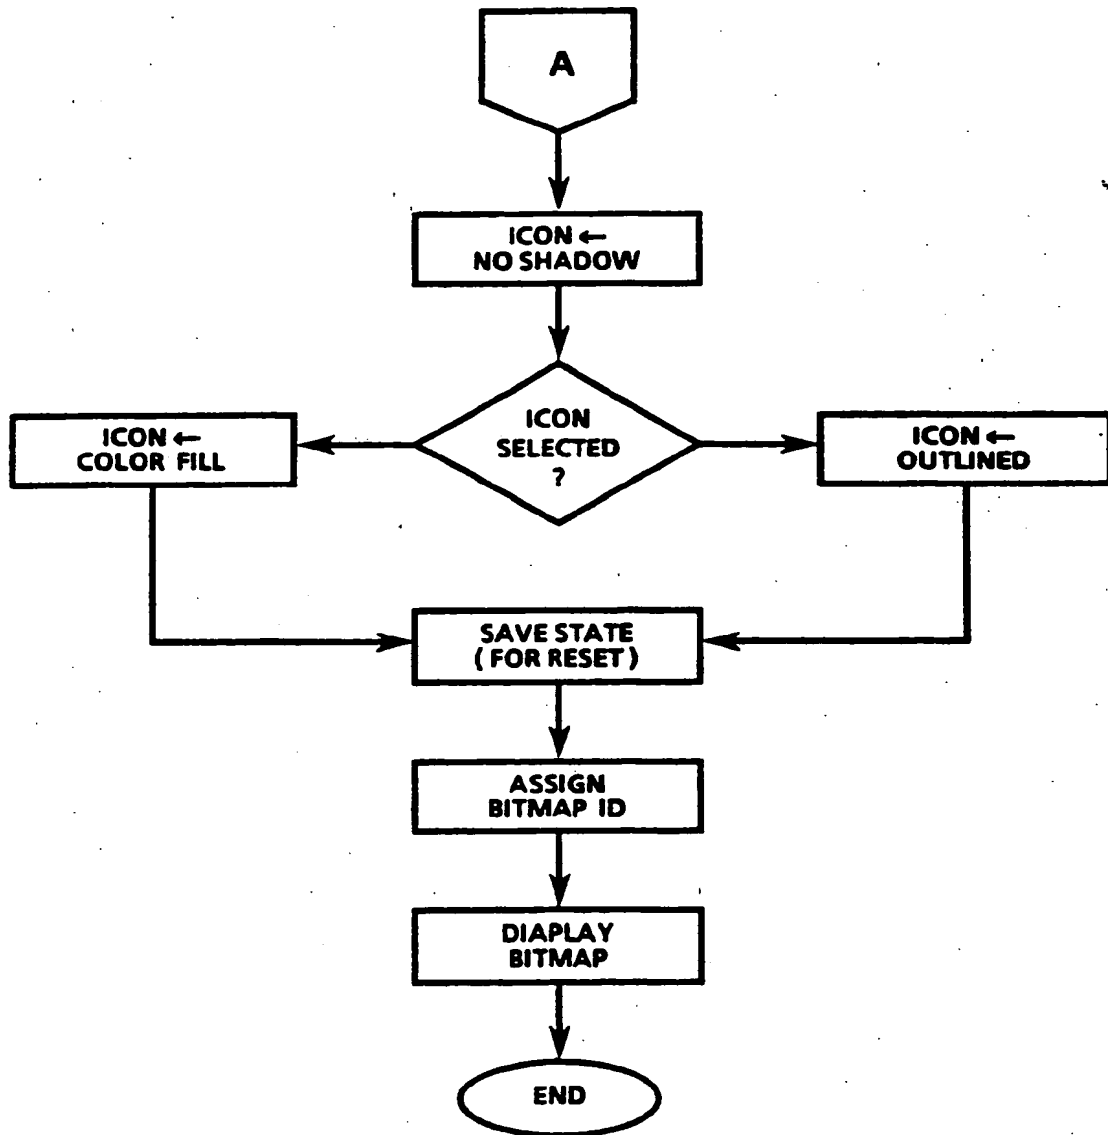 A
ICON ←
NO SHADOW
ICON
SELECTED
?
ICON ←
COLOR FILL
ICON ←
OUTLINED
SAVE STATE
( FOR RESET )
ASSIGN
BITMAP ID
DIAPLAY
BITMAP
END